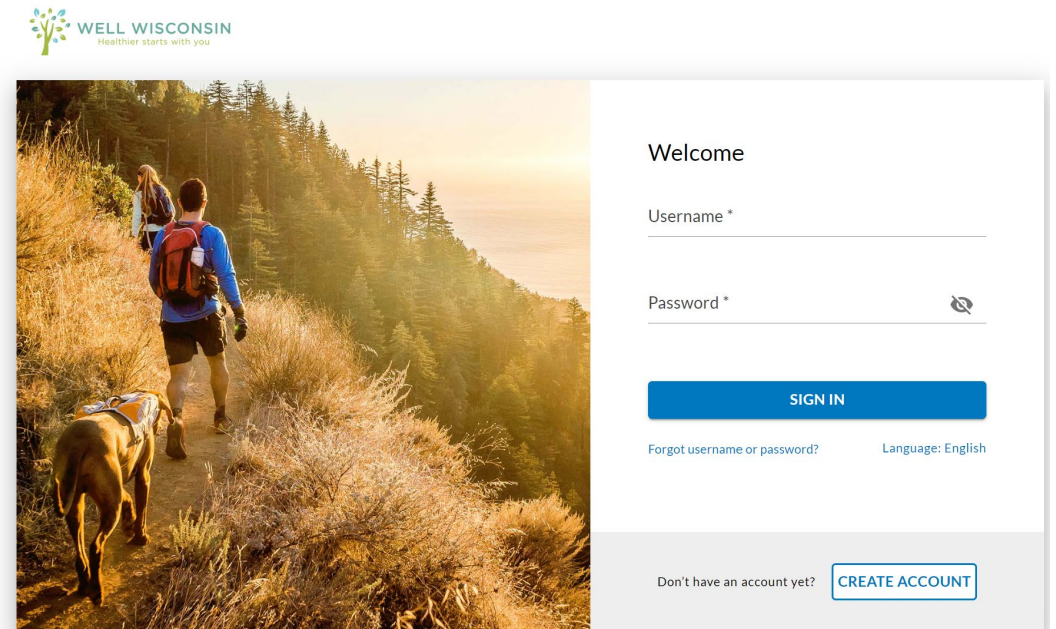 WELL WISCONSIN
Healthier starts with you
Welcome
Username *
Password *
SIGN IN
Forgot username or password?
Language: English
Don't have an account yet?
CREATE ACCOUNT